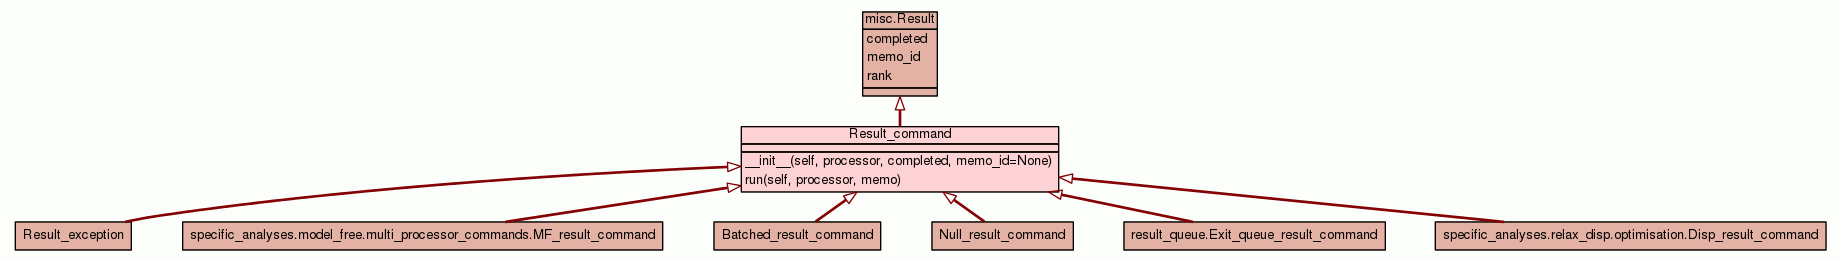 misc.Result
completed
memo_id
rank
Result_command
__init__(self, processor, completed, memo_id=None)
run(self, processor, memo)
Result_exception
specific_analyses.model_free.multi_processor_commands.MF_result_command
Batched_result_command
Null_result_command
result_queue.Exit_queue_result_command
specific_analyses.relax_disp.optimisation.Disp_result_command